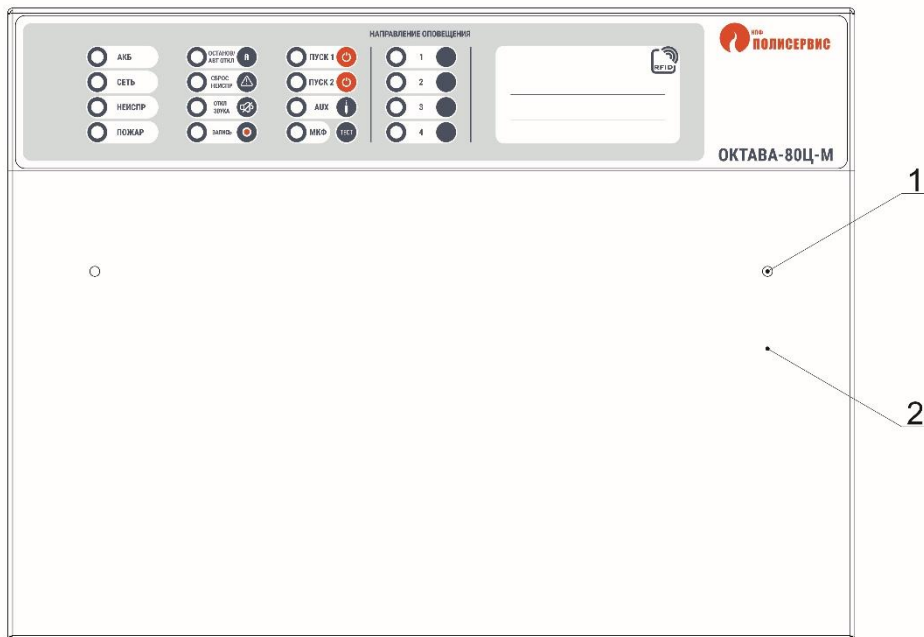 НАПРАВЛЕНИЕ ОПОВЕЩЕНИЯ
АКБ
СЕТЬ
НЕИСПР
ПОЖАР
ОСТАНОВ/
АВТ ОТКЛ
СБРОС
НЕИСПР
ОТКЛ
ЗВУКА
ЗАПИСЬ
ПУСК 1
ПУСК 2
AUX
МКФ ТЕСТ
1
2
3
4
RFID
НПФ
ПОЛИСЕРВИС
ОКТАВА-80Ц-М
1
2